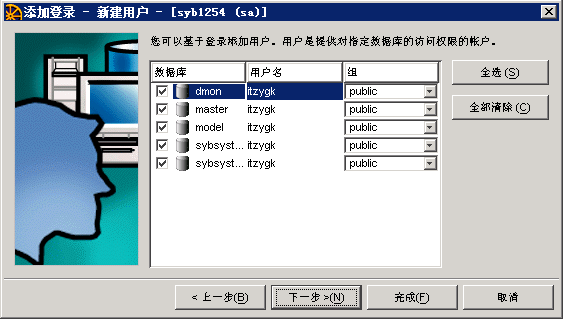 添加登录 - 新建用户 - [syb1254 (sa)]
您可以基于登录添加用户。用户是提供对指定数据库的访问权限的帐户。
数据库 用户名 组
dmon itzygk public
master itzygk public
model itzygk public
sybsyst... itzygk public
sybsyst... itzygk public
全选(S)
全部清除(C)
< 上一步(B) 下一步 >(N) 完成(F) 取消